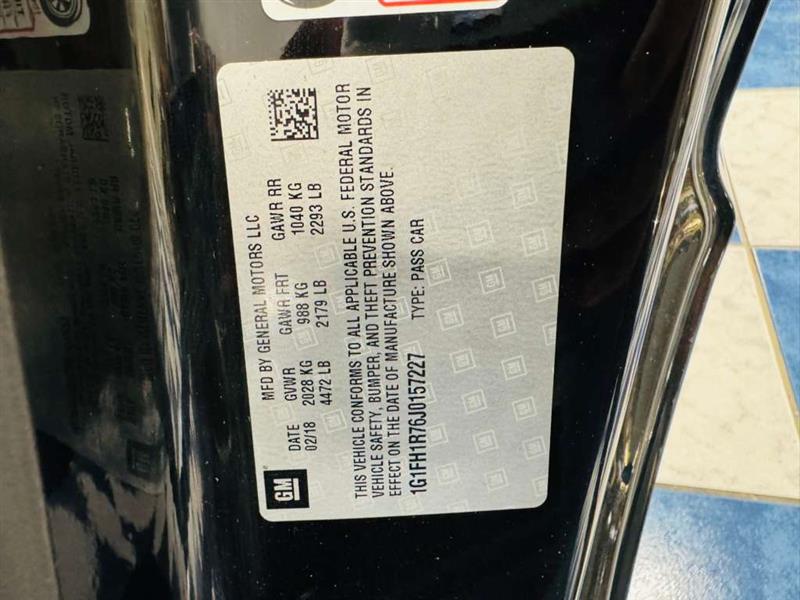 MFD BY GENERAL MOTORS LLC
DATE GVWR GAWR FRT GAWR RR
02/18 2028 KG 988 KG 1040 KG
4472 LB 2179 LB 2293 LB
GM
THIS VEHICLE CONFORMS TO ALL APPLICABLE U.S. FEDERAL MOTOR
VEHICLE SAFETY, BUMPER, AND THEFT PREVENTION STANDARDS IN
EFFECT ON THE DATE OF MANUFACTURE SHOWN ABOVE.
1G1FH1R76J0157227 TYPE: PASS CAR